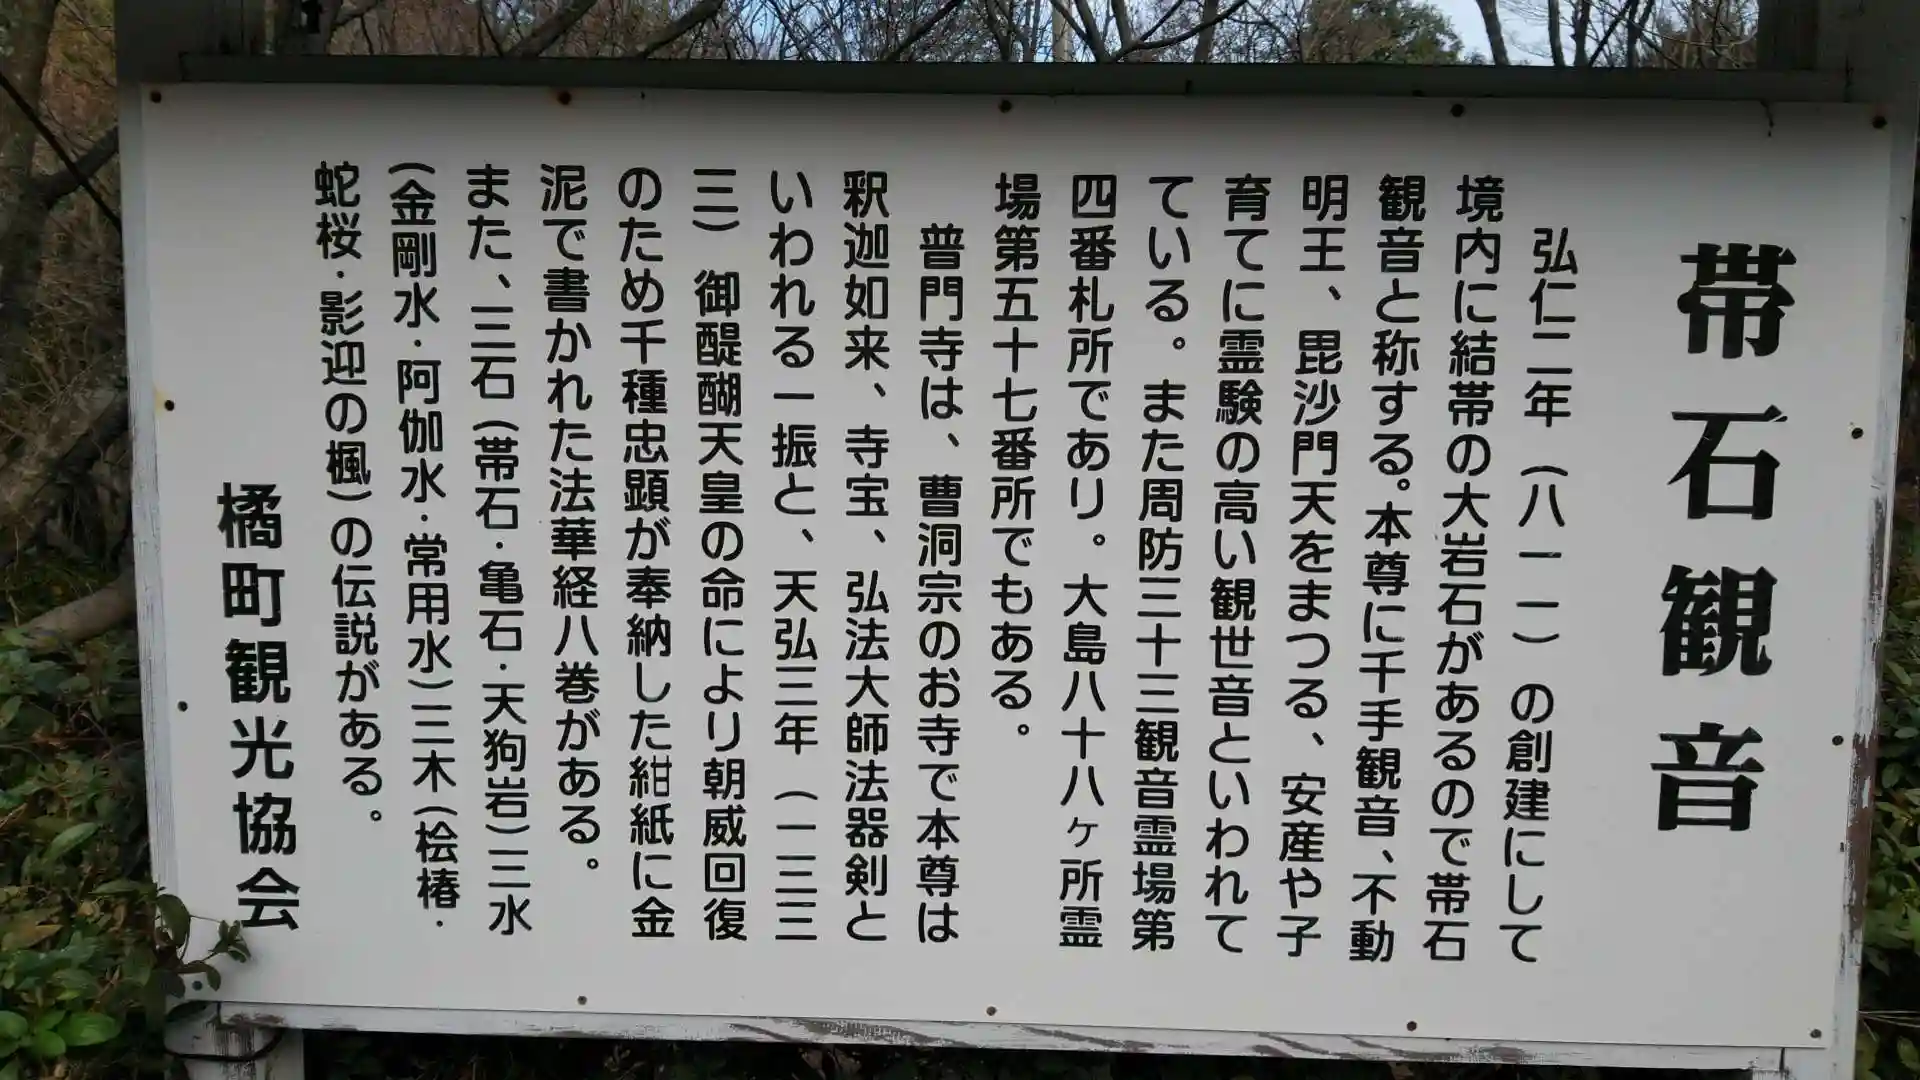 帯石観音
弘仁二年（八一一）の創建にして
境内に結帯の大岩石があるので帯石
観音と称する。本尊に千手観音、不動
明王、毘沙門天をまつる、安産や子
育てに霊験の高い観世音といわれて
ている。また周防三十三観音霊場第
四番札所であり。大島八十八ヶ所霊
場第五十七番所でもある。
普門寺は、曹洞宗のお寺で本尊は
釈迦如来、寺宝、弘法大師法器剣と
いわれる一振と、天弘三年（一三三
三）御醍醐天皇の命により朝威回復
のため千種忠顕が奉納した紺紙に金
泥で書かれた法華経八巻がある。
また、三石（帯石・亀石・天狗岩）三水
（金剛水・阿伽水・常用水）三木（桧椿・
蛇桜・影迎の楓）の伝説がある。
橘町観光協会